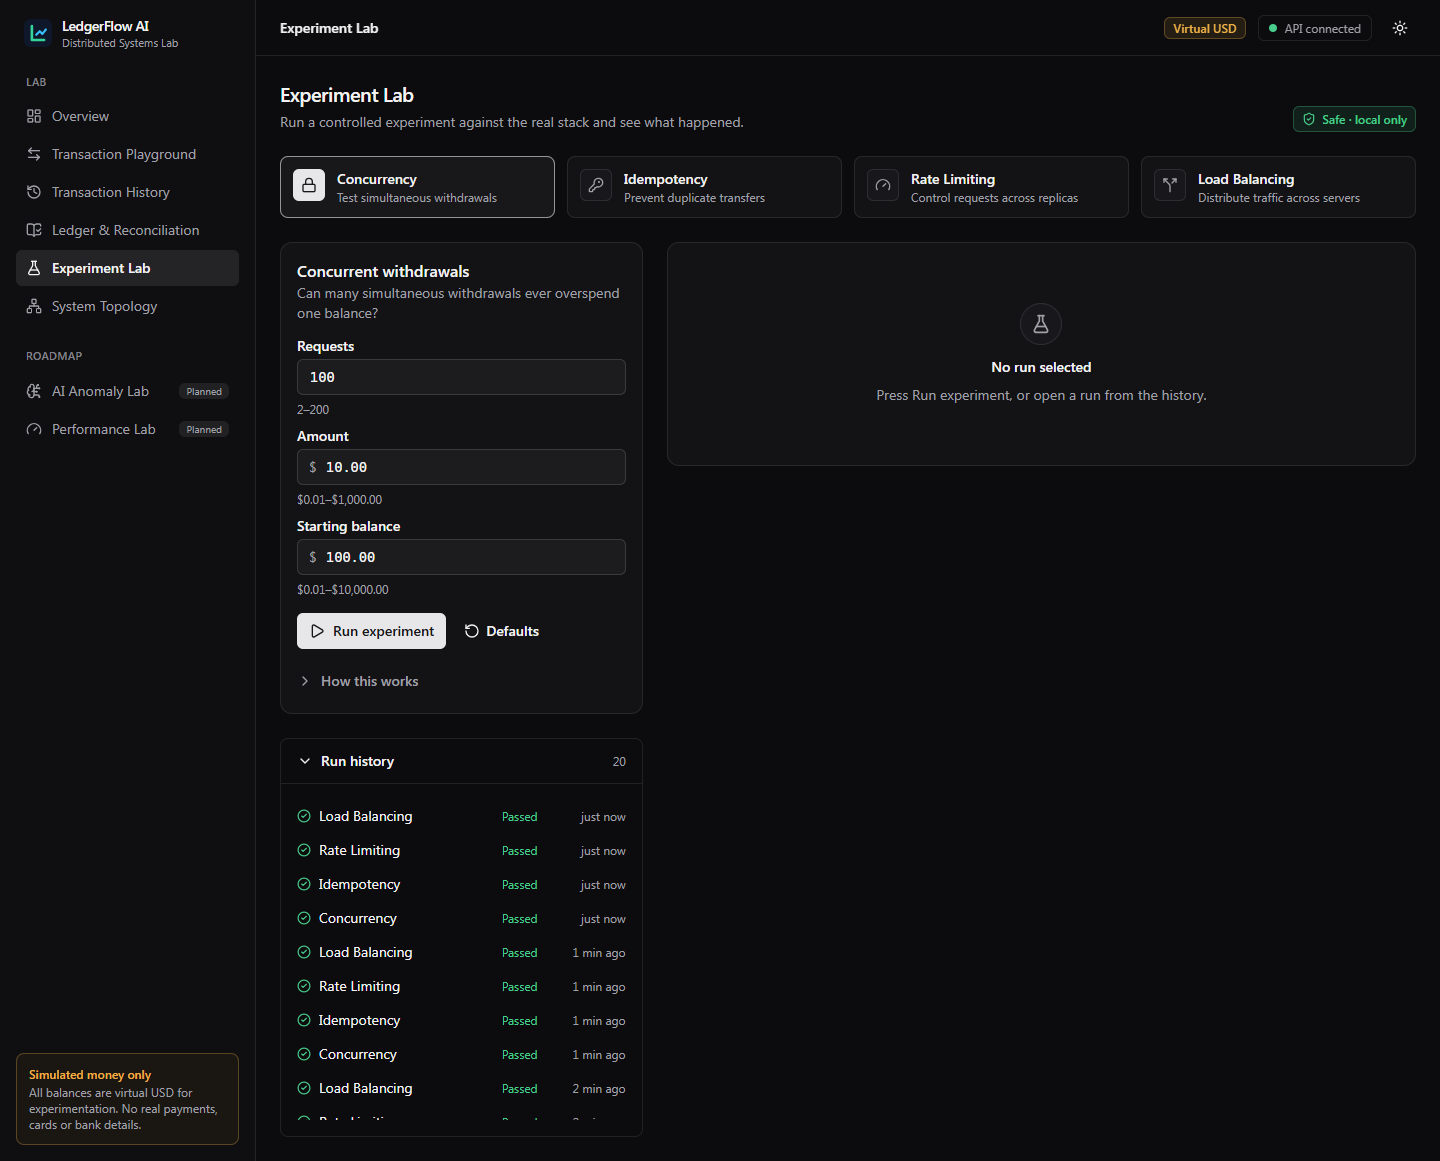 LedgerFlow AI
Distributed Systems Lab
LAB
Overview
Transaction Playground
Transaction History
Ledger & Reconciliation
Experiment Lab
System Topology
ROADMAP
AI Anomaly Lab Planned
Performance Lab Planned
Simulated money only
All balances are virtual USD for
experimentation. No real payments,
cards or bank details.
Experiment Lab
Virtual USD
API connected
Experiment Lab
Run a controlled experiment against the real stack and see what happened.
Safe · local only
Concurrency
Test simultaneous withdrawals
Idempotency
Prevent duplicate transfers
Rate Limiting
Control requests across replicas
Load Balancing
Distribute traffic across servers
Concurrent withdrawals
Can many simultaneous withdrawals ever overspend
one balance?
Requests
100
2–200
Amount
$ 10.00
$0.01–$1,000.00
Starting balance
$ 100.00
$0.01–$10,000.00
Run experiment
Defaults
How this works
No run selected
Press Run experiment, or open a run from the history.
Run history 20
Load Balancing Passed just now
Rate Limiting Passed just now
Idempotency Passed just now
Concurrency Passed just now
Load Balancing Passed 1 min ago
Rate Limiting Passed 1 min ago
Idempotency Passed 1 min ago
Concurrency Passed 1 min ago
Load Balancing Passed 2 min ago